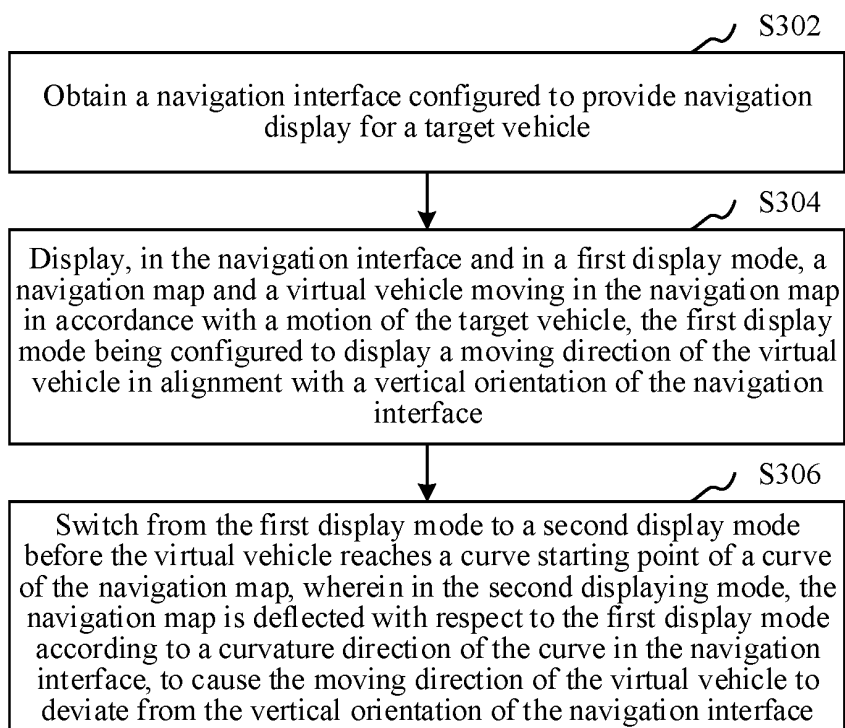 S302
Obtain a navigation interface configured to provide navigation
display for a target vehicle
S304
Display, in the navigation interface and in a first display mode, a
navigation map and a virtual vehicle moving in the navigation map
in accordance with a motion of the target vehicle, the first display
mode being configured to display a moving direction of the virtual
vehicle in alignment with a vertical orientation of the navigation
interface
S306
Switch from the first display mode to a second display mode
before the virtual vehicle reaches a curve starting point of a curve
of the navigation map, wherein in the second displaying mode, the
navigation map is deflected with respect to the first display mode
according to a curvature direction of the curve in the navigation
interface, to cause the moving direction of the virtual vehicle to
deviate from the vertical orientation of the navigation interface